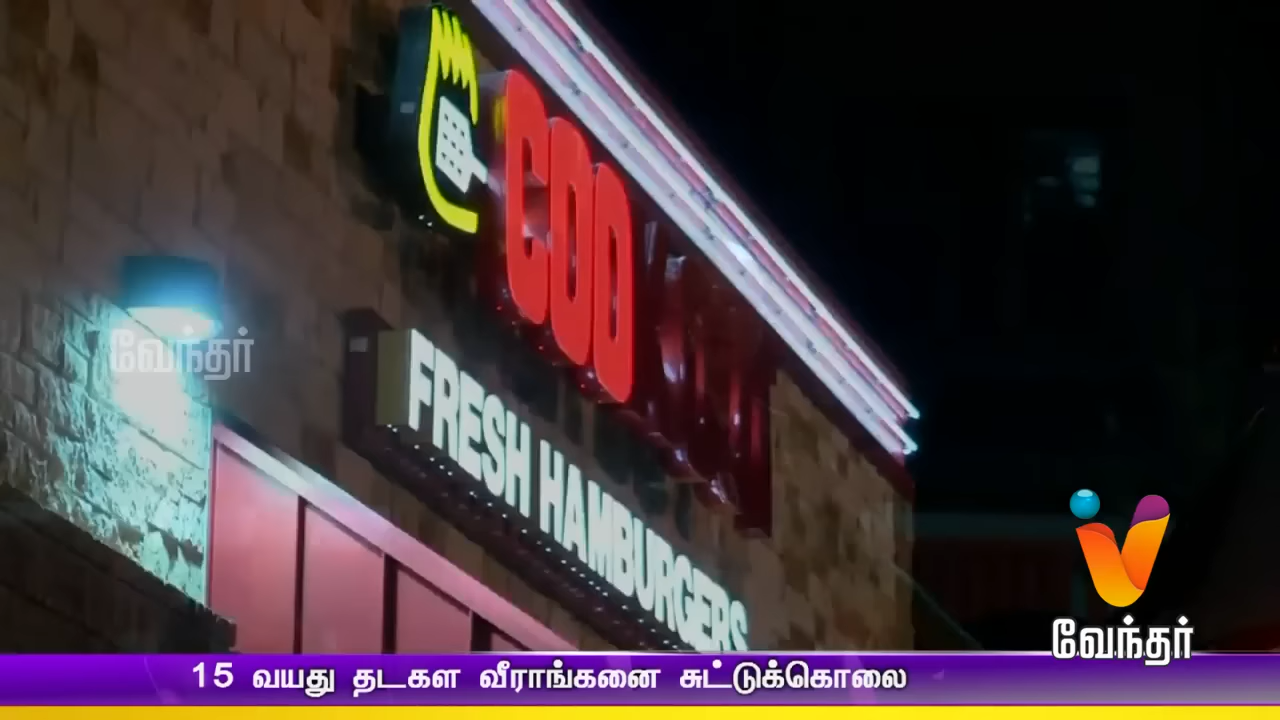 COO
FRESH HAMBURGERS
வேந்தர்
வேந்தர்
15 வயது தடகள வீராங்கனை சுட்டுக்கொலை